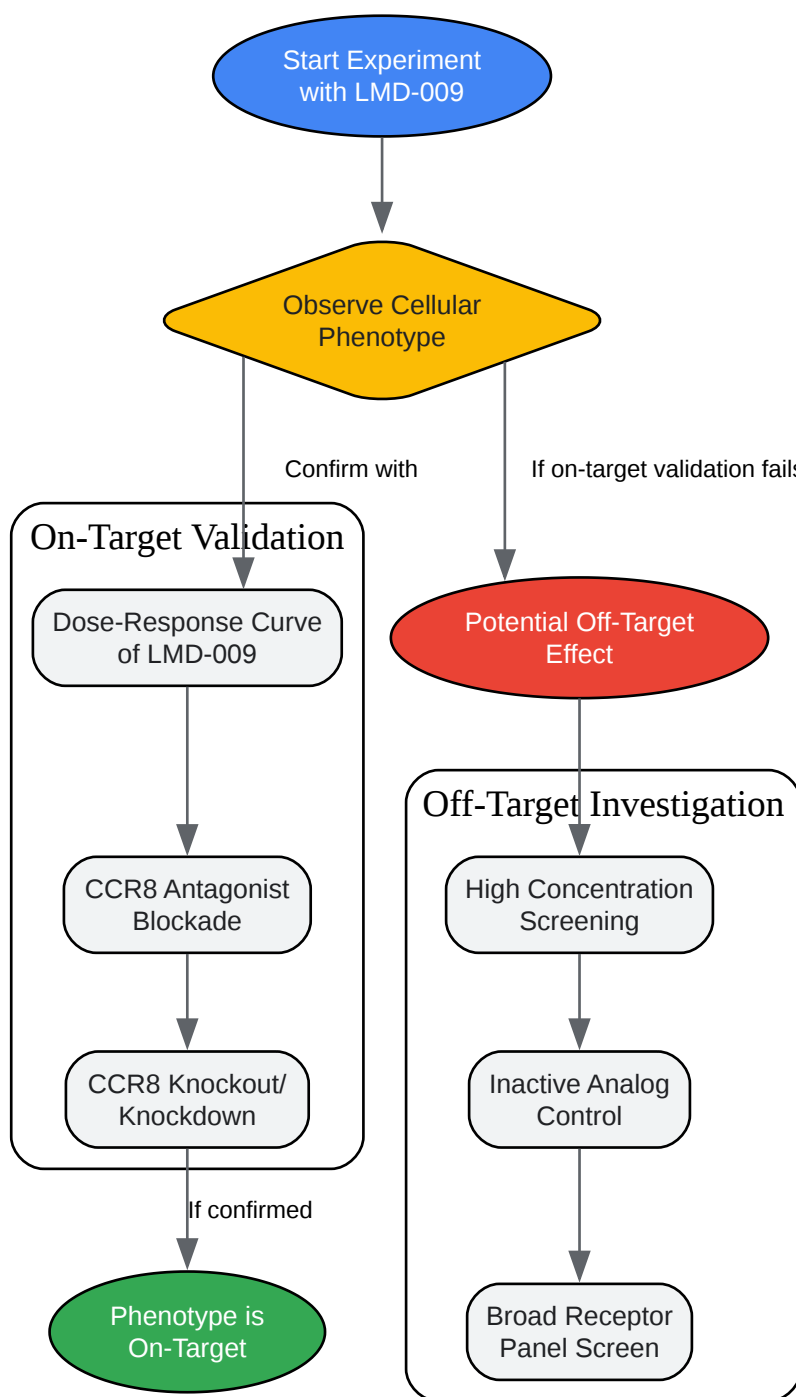 Start Experiment
with LMD-009
Observe Cellular
Phenotype
Confirm with
If on-target validation fails
On-Target Validation
Dose-Response Curve
of LMD-009
Potential Off-Target
Effect
Off-Target Investigation
CCR8 Antagonist
Blockade
High Concentration
Screening
CCR8 Knockout/
Knockdown
Inactive Analog
Control
If confirmed
Phenotype is
On-Target
Broad Receptor
Panel Screen